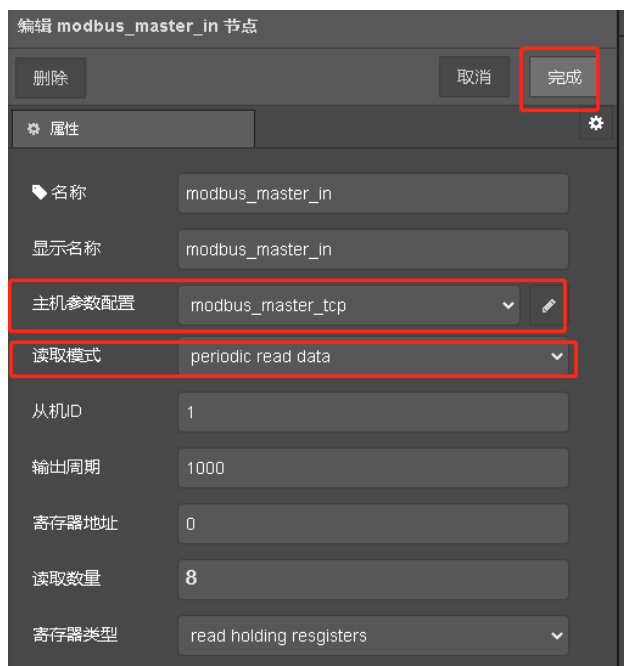 编辑 modbus_master_in 节点
删除 取消 完成
属性
名称 modbus_master_in
显示名称 modbus_master_in
主机参数配置 modbus_master_tcp
读取模式 periodic read data
从机ID 1
输出周期 1000
寄存器地址 0
读取数量 8
寄存器类型 read holding resgisters